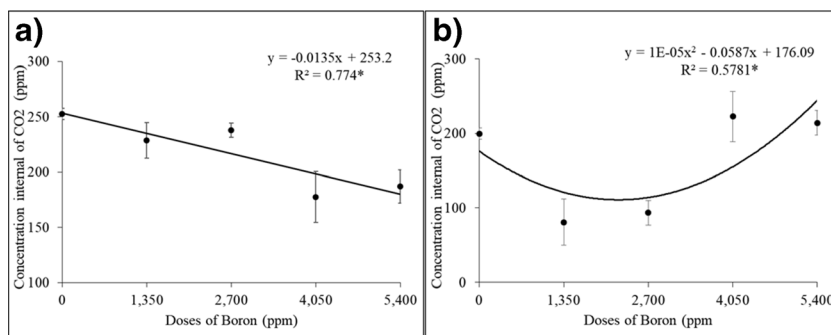 a)
y = -0.0135x + 253.2
R² = 0.774*
Concentration internal of CO2 (ppm)
300
250
200
150
100
0
1,350
2,700
4,050
5,400
Doses of Boron (ppm)
b)
y = 1E-05x² - 0.0587x + 176.09
R² = 0.5781*
Concentration internal of CO2 (ppm)
300
200
100
0
0
1,350
2,700
4,050
5,400
Doses of Boron (ppm